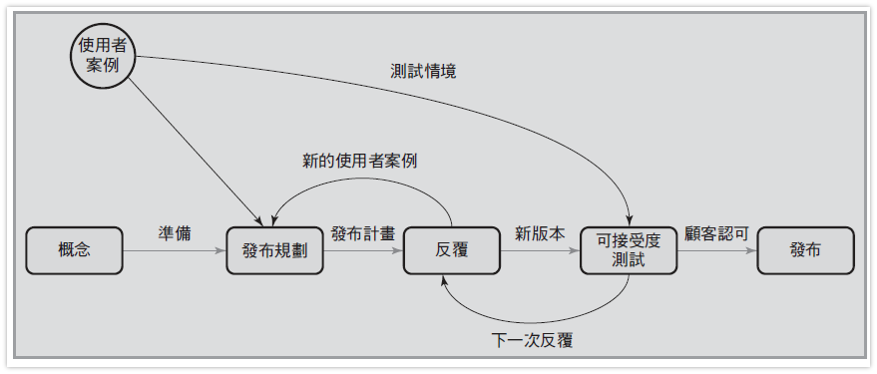 使用者
案例
測試情境
新的使用者案例
概念
準備
發布規劃
發布計畫
反覆
新版本
可接受度
測試
顧客認可
發布
下一次反覆